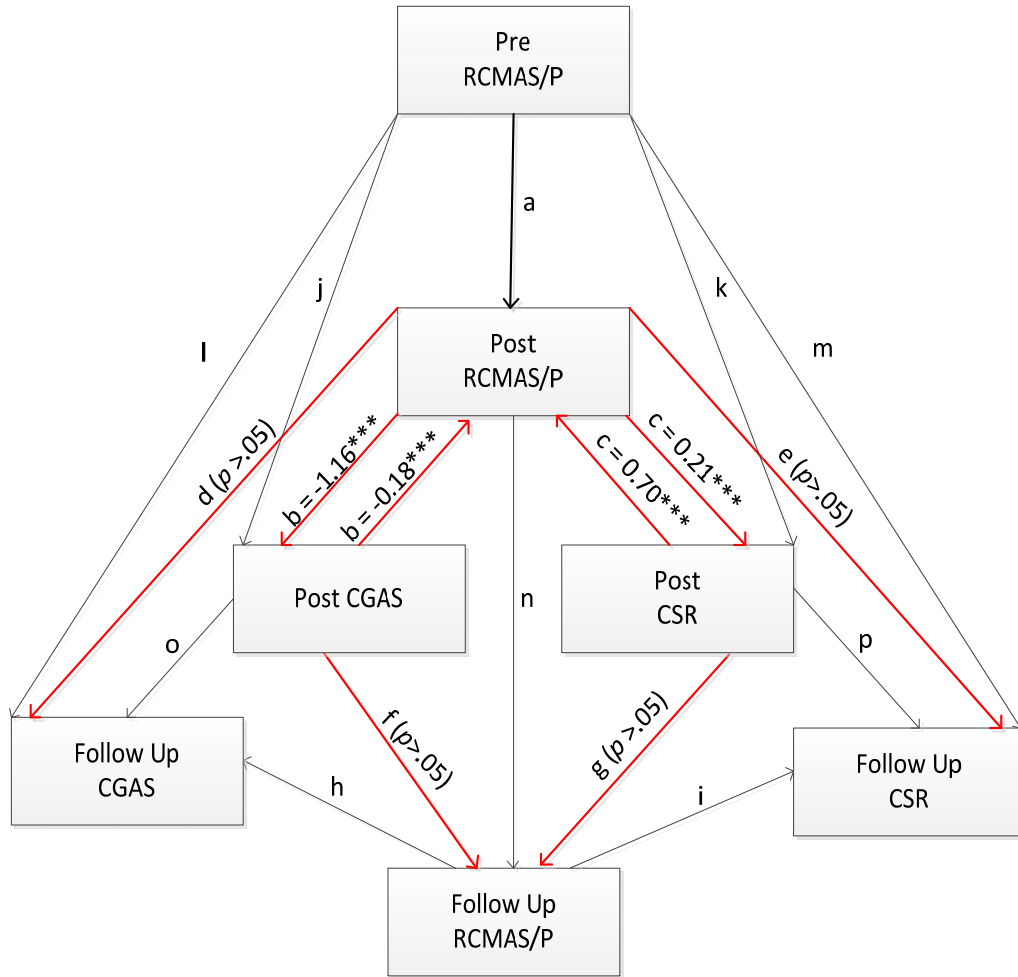 Pre
RCMAS/P
a
j
k
l
m
Post
RCMAS/P
d (p >.05)
b = -1.16***
b = -0.18***
c = 0.70***
c = 0.21***
e (p>.05)
Post CGAS
n
Post
CSR
o
p
f (p>.05)
g (p>.05)
Follow Up
CGAS
h
i
Follow Up
CSR
Follow Up
RCMAS/P